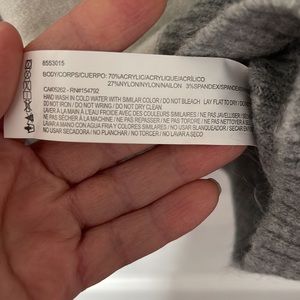 8553015
BODY/CORPS/CUERPO: 70%ACRYLIC/ACRYLIQUE/ACRÍLICO
27%NYLON/NYLON/NAILON 3%SPANDEX/SPANDEX
CA#05262 - RN#154792
HAND WASH IN COLD WATER WITH SIMILAR COLOR / DO NOT BLEACH LAY FLAT TO DRY / DO
DO NOT IRON / DO NOT WRING / DO NOT DRY CLEAN
LAVER À LA MAIN À L'EAU FROIDE AVEC DES COULEURS SIMILAIRES / NE PAS JAVELLISER /
NE PAS SÉCHER À LA MACHINE / NE PAS REPASSER / NE PAS TORDRE / NE PAS NETTOYER À SEC
LAVAR A MANO CON AGUA FRIA Y COLORES SIMILARES / NO USAR BLANQUEADOR / SECAR EN
NO USAR SECADORA / NO PLANCHAR / NO TORCER / NO LAVAR A SECO